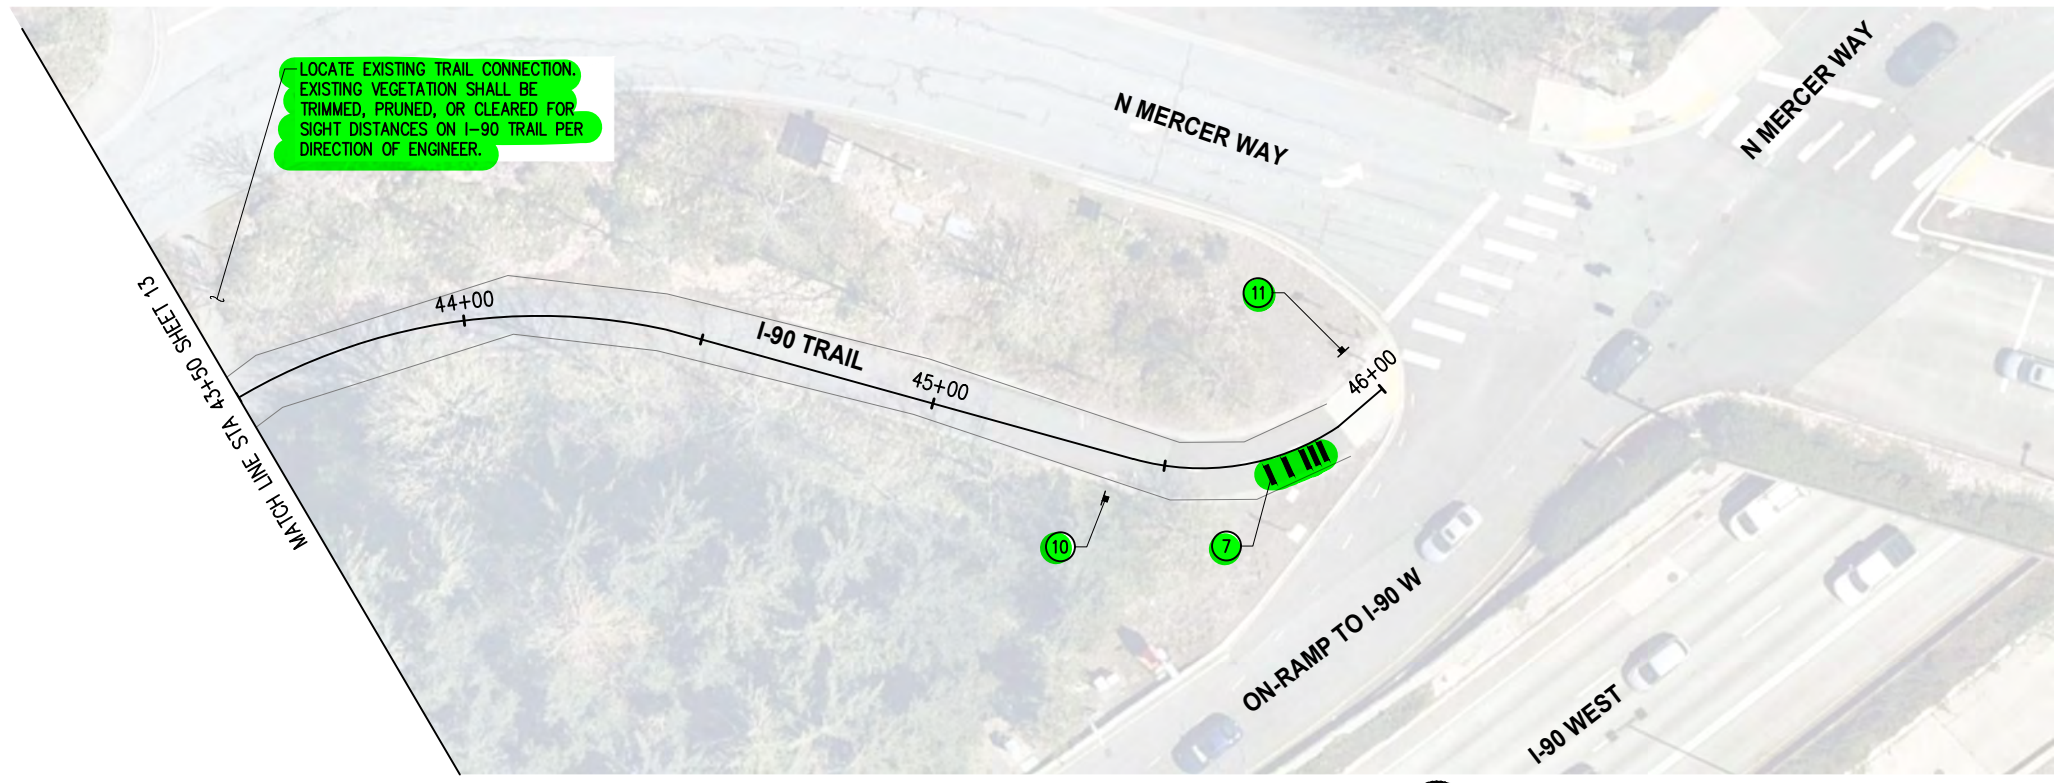 LOCATE EXISTING TRAIL CONNECTION.
EXISTING VEGETATION SHALL BE
TRIMMED, PRUNED, OR CLEARED FOR
SIGHT DISTANCES ON I-90 TRAIL PER
DIRECTION OF ENGINEER.
N MERCER WAY
N MERCER WAY
MATCH LINE STA 43+50 SHEET 13
44+00
I-90 TRAIL
45+00
11
46+00
10
7
ON-RAMP TO I-90 W
I-90 WEST